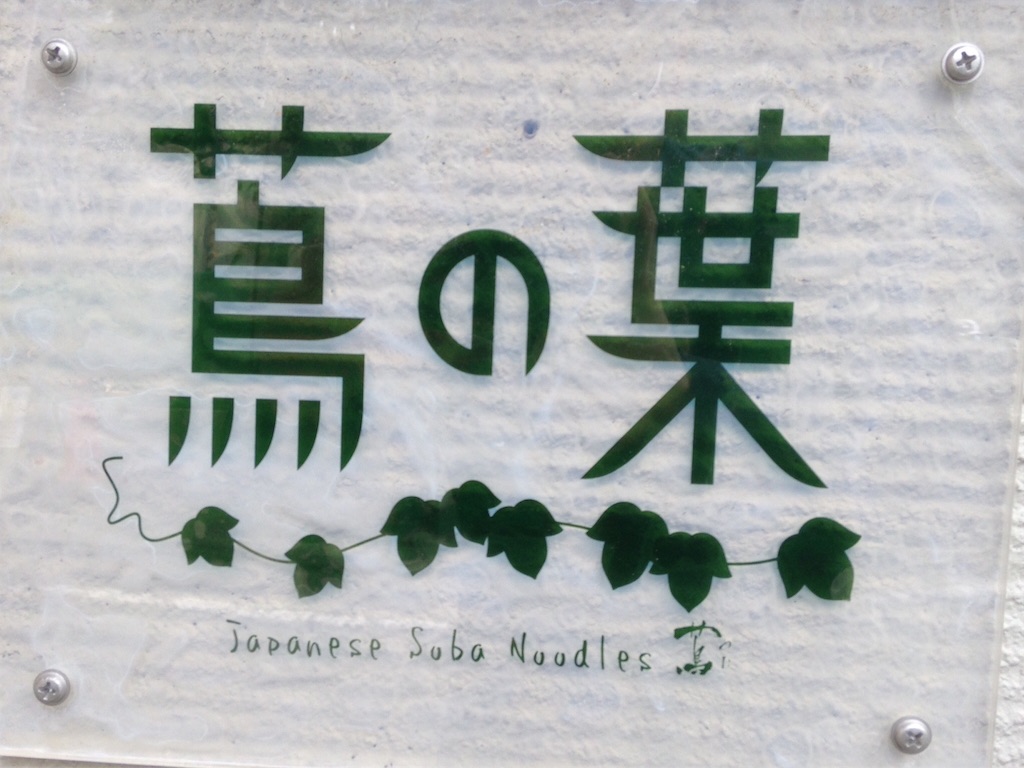 蔦の葉
Japanese Soba Noodles 蔦